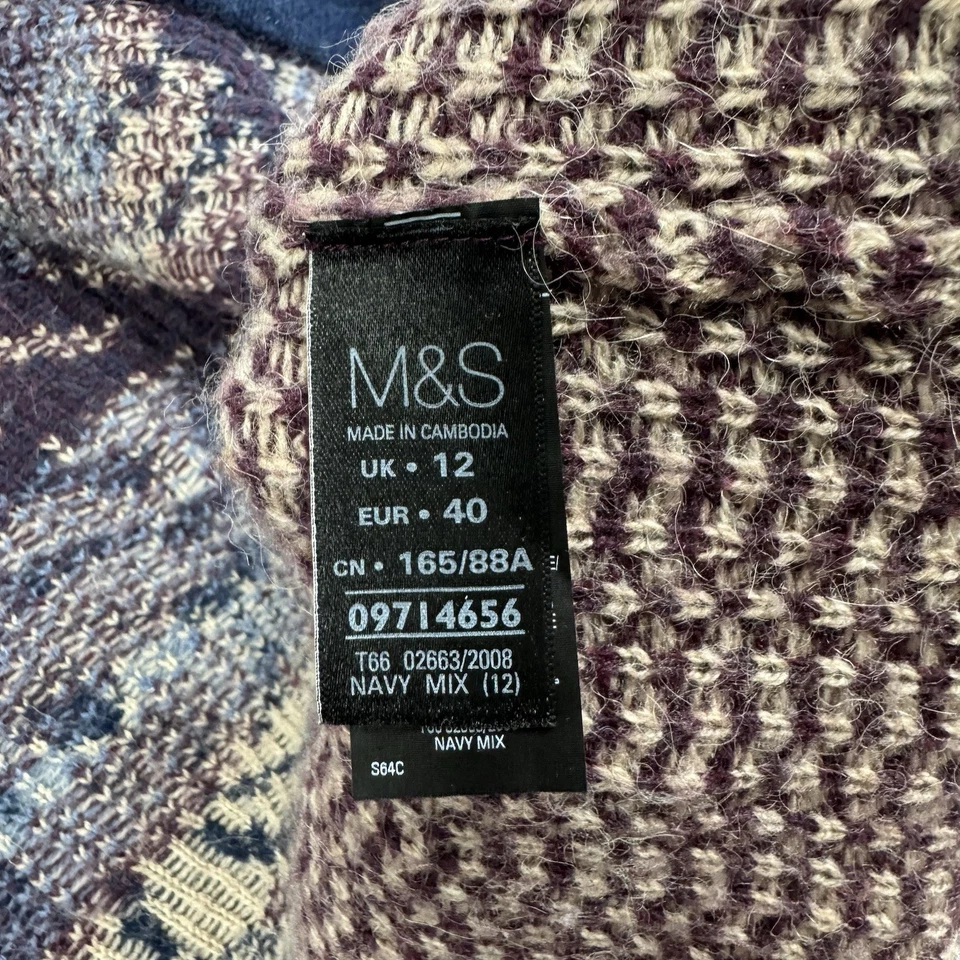 M&S
MADE IN CAMBODIA
UK • 12
EUR • 40
CN • 165/88A
09714656
T66 02663/2008
NAVY MIX (12)
NAVY MIX
S64C